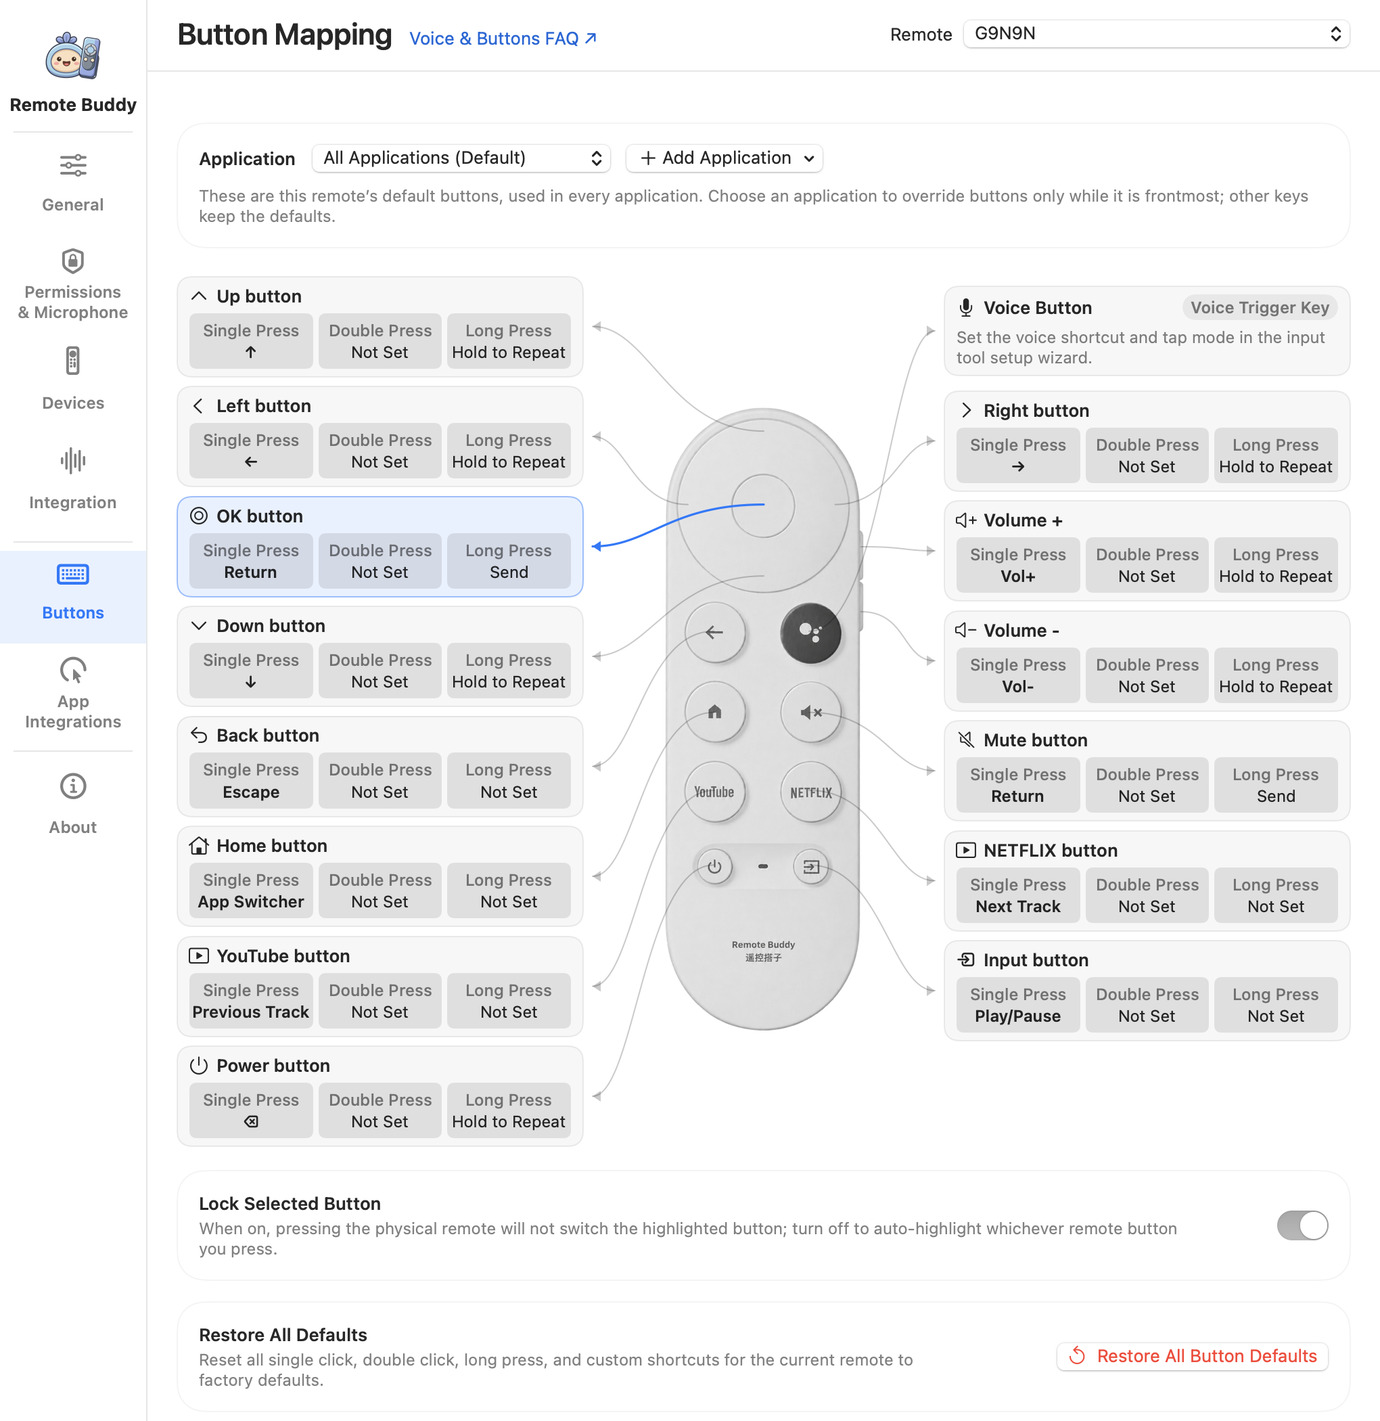 Remote Buddy
General
Permissions
& Microphone
Devices
Integration
Buttons
App
Integrations
About
Button Mapping
Voice & Buttons FAQ ↗
Remote
G9N9N
Application
All Applications (Default)
+ Add Application
These are this remote's default buttons, used in every application. Choose an application to override buttons only while it is frontmost; other keys
keep the defaults.
Up button
Single Press
↑
Double Press
Not Set
Long Press
Hold to Repeat
Left button
Single Press
←
Double Press
Not Set
Long Press
Hold to Repeat
OK button
Single Press
Return
Double Press
Not Set
Long Press
Send
Down button
Single Press
↓
Double Press
Not Set
Long Press
Hold to Repeat
Back button
Single Press
Escape
Double Press
Not Set
Long Press
Not Set
Home button
Single Press
App Switcher
Double Press
Not Set
Long Press
Not Set
YouTube button
Single Press
Previous Track
Double Press
Not Set
Long Press
Not Set
Power button
Single Press
⌫
Double Press
Not Set
Long Press
Hold to Repeat
YouTube
NETFLIX
Remote Buddy
遥控搭子
Voice Button
Voice Trigger Key
Set the voice shortcut and tap mode in the input
tool setup wizard.
Right button
Single Press
→
Double Press
Not Set
Long Press
Hold to Repeat
Volume +
Single Press
Vol+
Double Press
Not Set
Long Press
Hold to Repeat
Volume -
Single Press
Vol-
Double Press
Not Set
Long Press
Hold to Repeat
Mute button
Single Press
Return
Double Press
Not Set
Long Press
Send
NETFLIX button
Single Press
Next Track
Double Press
Not Set
Long Press
Not Set
Input button
Single Press
Play/Pause
Double Press
Not Set
Long Press
Not Set
Lock Selected Button
When on, pressing the physical remote will not switch the highlighted button; turn off to auto-highlight whichever remote button
you press.
Restore All Defaults
Reset all single click, double click, long press, and custom shortcuts for the current remote to
factory defaults.
Restore All Button Defaults